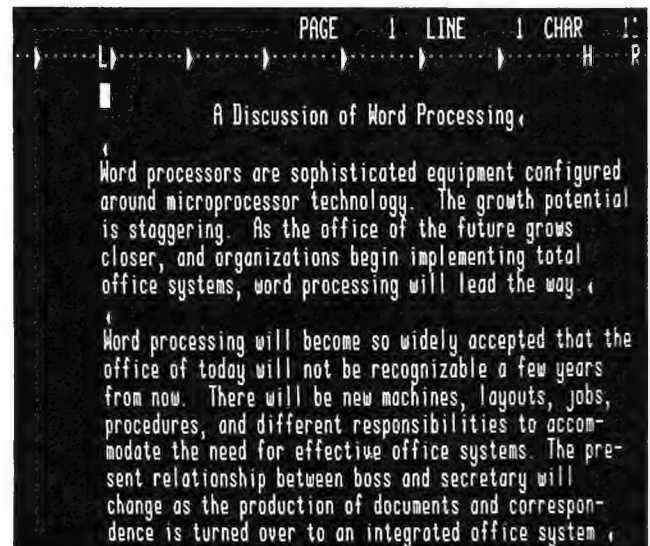 PAGE 1 LINE 1 CHAR 11
L H R
A Discussion of Word Processing
Word processors are sophisticated equipment configured
around microprocessor technology. The growth potential
is staggering. As the office of the future grows
closer, and organizations begin implementing total
office systems, word processing will lead the way.
Word processing will become so widely accepted that the
office of today will not be recognizable a few years
from now. There will be new machines, layouts, jobs,
procedures, and different responsibilities to accom-
modate the need for effective office systems. The pre-
sent relationship between boss and secretary will
change as the production of documents and correspon-
dence is turned over to an integrated office system